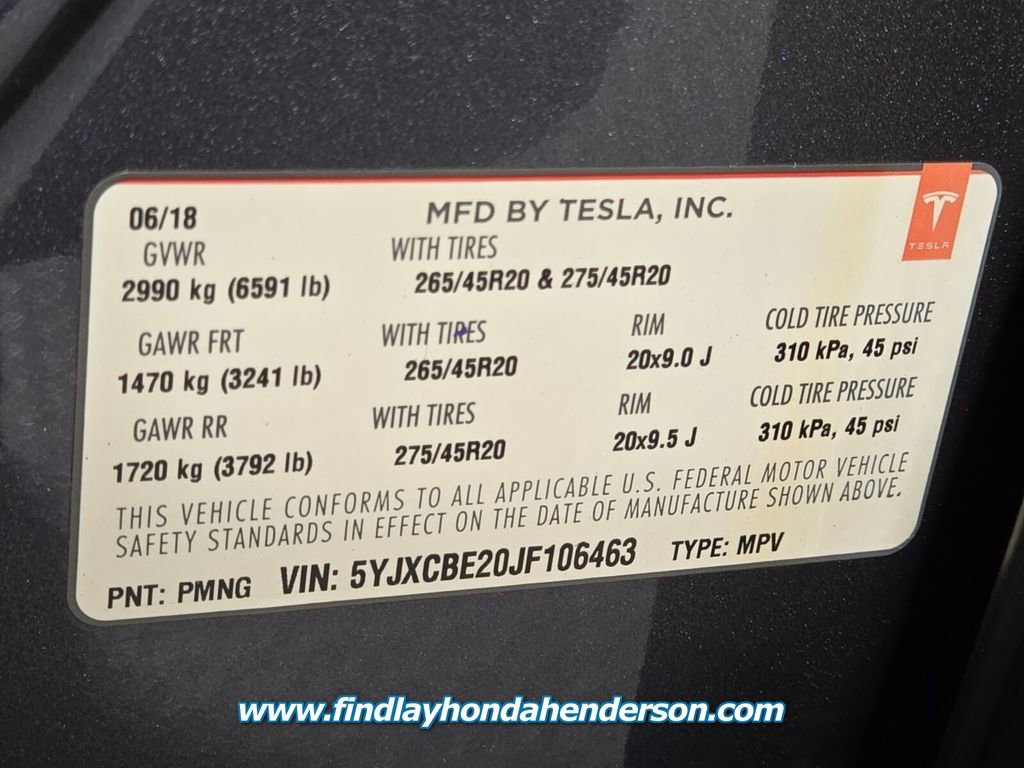 06/18 MFD BY TESLA, INC.
TESLA
GVWR WITH TIRES
2990 kg (6591 lb) 265/45R20 & 275/45R20
GAWR FRT WITH TIRES RIM COLD TIRE PRESSURE
1470 kg (3241 lb) 265/45R20 20x9.0 J 310 kPa, 45 psi
GAWR RR WITH TIRES RIM COLD TIRE PRESSURE
1720 kg (3792 lb) 275/45R20 20x9.5 J 310 kPa, 45 psi
THIS VEHICLE CONFORMS TO ALL APPLICABLE U.S. FEDERAL MOTOR VEHICLE
SAFETY STANDARDS IN EFFECT ON THE DATE OF MANUFACTURE SHOWN ABOVE.
PNT: PMNG VIN: 5YJXCBE20JF106463 TYPE: MPV
www.findlayhondahenderson.com